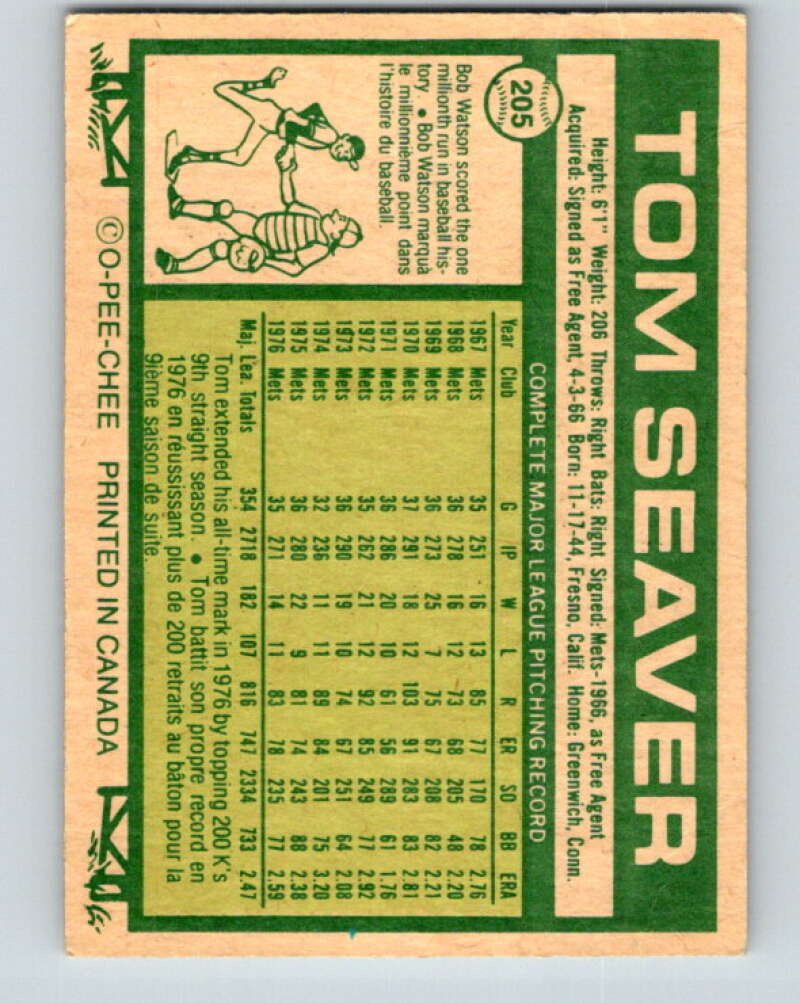 TOM SEAVER
Height: 6'1" Weight: 206 Throws: Right Bats: Right Signed: Mets-1966, as Free Agent
Acquired: Signed as Free Agent, 4-3-66 Born: 11-17-44, Fresno, Calif. Home: Greenwich, Conn.
205
Bob Watson scored the one
millionth run in baseball his-
tory. • Bob Watson marquà
le millionnième point dans
l'histoire du baseball.
COMPLETE MAJOR LEAGUE PITCHING RECORD
Year Club G IP W L R ER SO BB ERA
1967 Mets 35 251 16 13 85 77 170 78 2.76
1968 Mets 36 278 16 12 73 68 205 48 2.20
1969 Mets 36 273 25 7 75 67 208 82 2.21
1970 Mets 37 291 18 12 103 91 283 83 2.81
1971 Mets 36 286 20 10 61 56 289 61 1.76
1972 Mets 35 262 21 12 92 85 249 77 2.92
1973 Mets 36 290 19 10 74 67 251 64 2.08
1974 Mets 32 236 11 11 89 84 201 75 3.20
1975 Mets 36 280 22 9 81 74 243 88 2.38
1976 Mets 35 271 14 11 83 78 235 77 2.59
Maj. Lea. Totals 354 2718 182 107 816 747 2334 733 2.47
Tom extended his all-time mark in 1976 by topping 200 K's
9th straight season. • Tom battit son propre record en
1976 en réussissant plus de 200 retraits au bâton pour la
9ième saison de suite.
©O-PEE-CHEE PRINTED IN CANADA